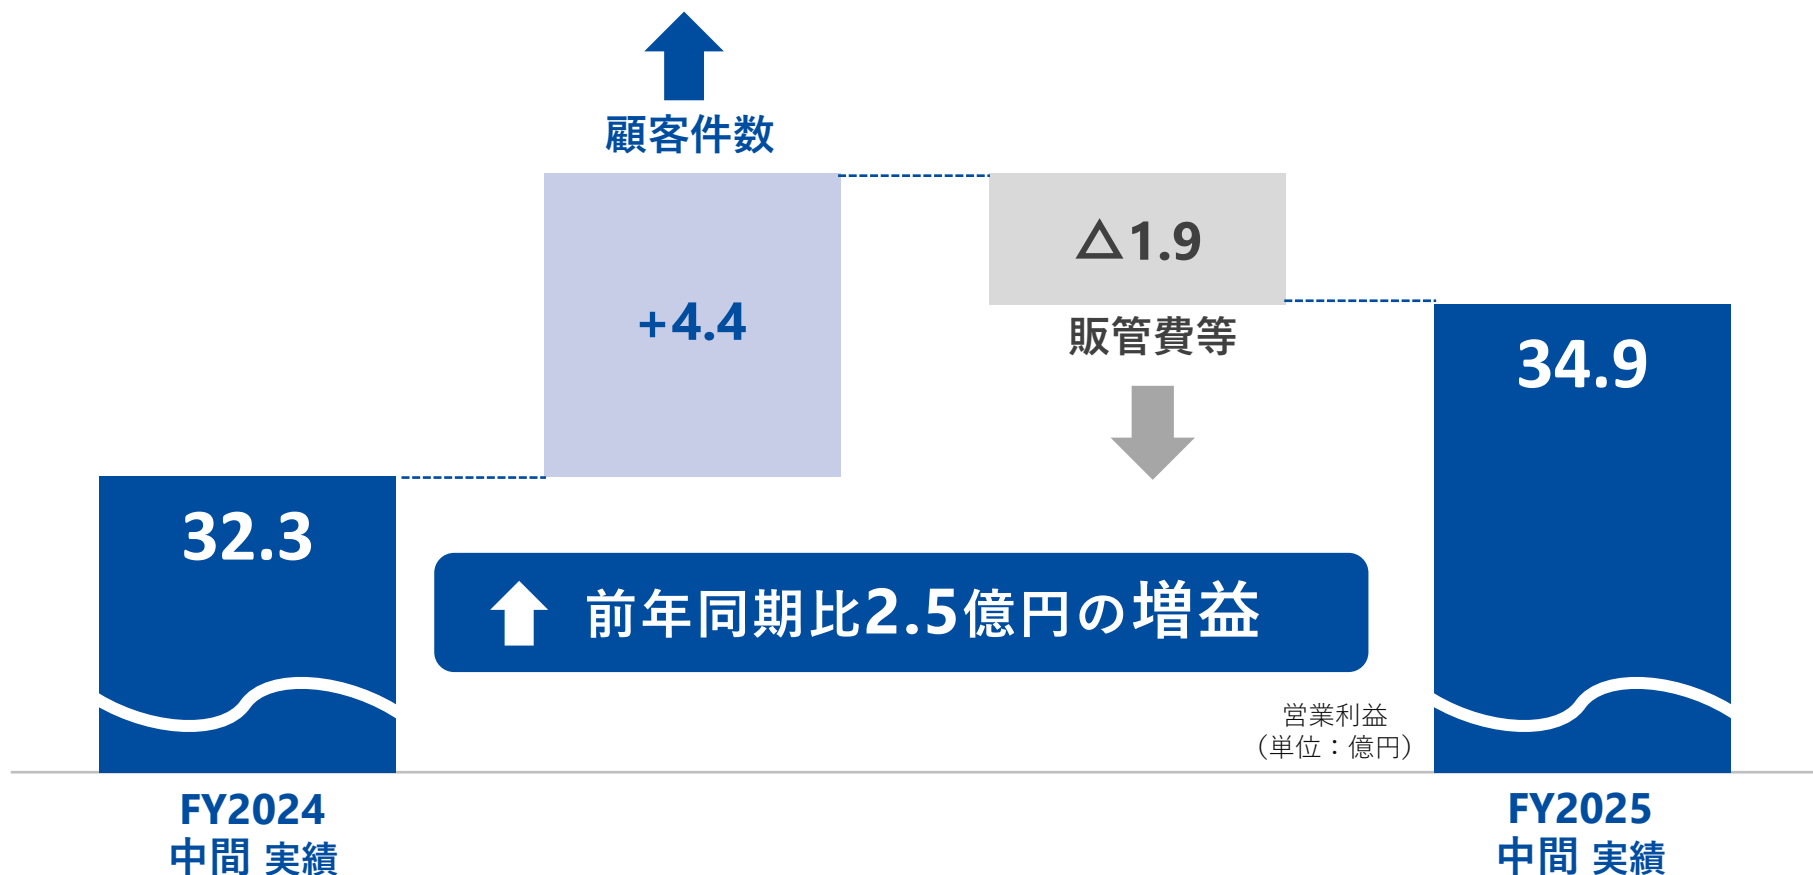 顧客件数
+4.4
△1.9
販管費等
34.9
32.3
前年同期比2.5億円の増益
営業利益
（単位：億円）
FY2024
中間 実績
FY2025
中間 実績